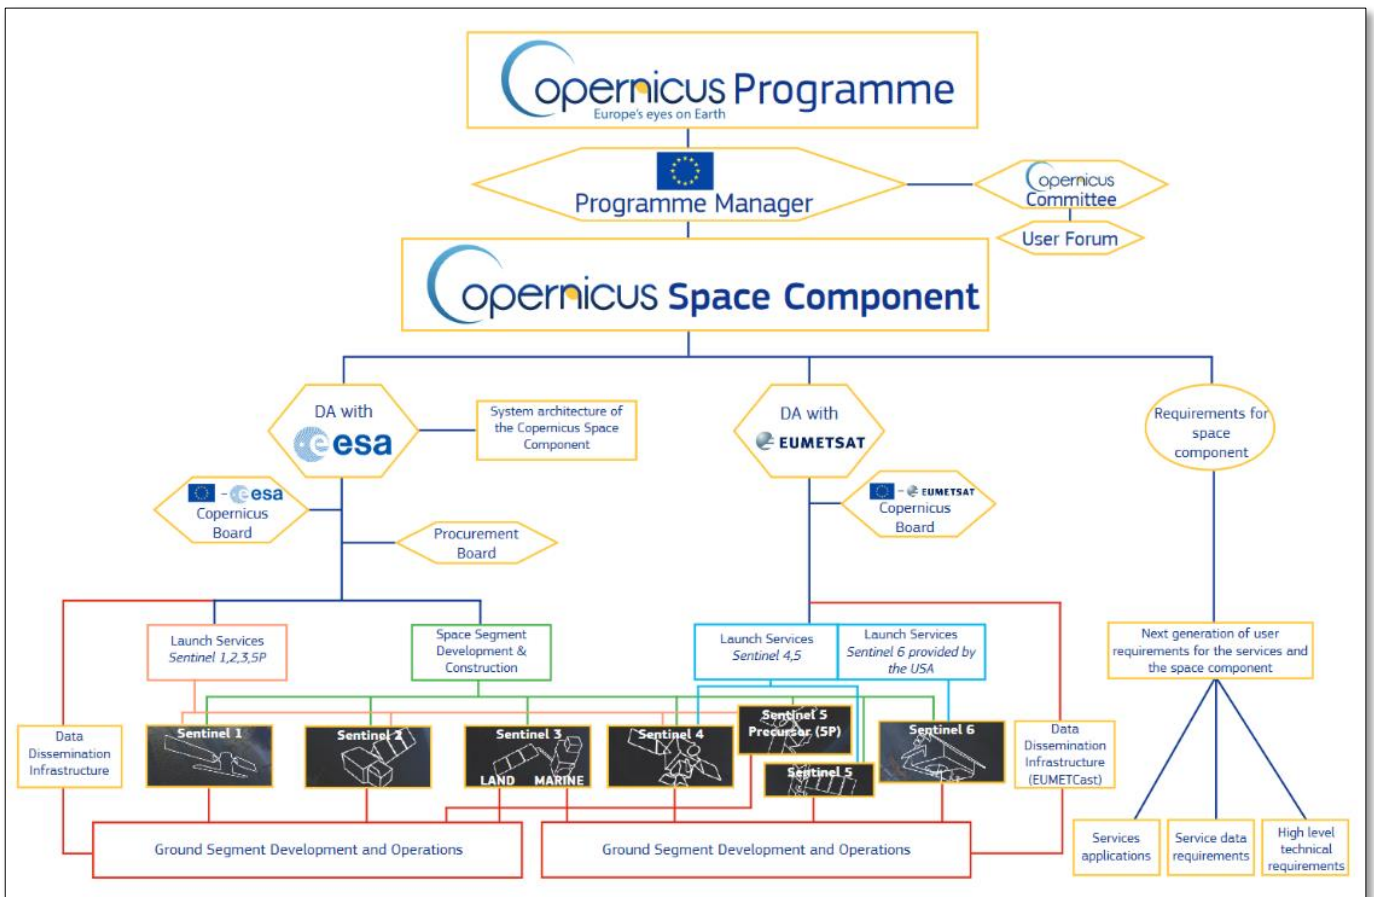 Copernicus Programme
Europe's eyes on Earth
Programme Manager
Copernicus
Committee
User Forum
Copernicus Space Component
DA with
esa
System architecture of
the Copernicus Space
Component
DA with
EUMETSAT
Requirements for
space
component
- esa
Copernicus
Board
Procurement
Board
- EUMETSAT
Copernicus
Board
Launch Services
Sentinel 1,2,3,5P
Space Segment
Development &
Construction
Launch Services
Sentinel 4,5
Launch Services
Sentinel 6 provided by
the USA
Next generation of user
requirements for the services and
the space component
Data
Dissemination
Infrastructure
Sentinel 1
Sentinel 2
Sentinel 3
LAND MARINE
Sentinel 4
Sentinel 5
Precursor (5P)
Sentinel 5
Sentinel 6
Data
Dissemination
Infrastructure
(EUMETCast)
Ground Segment Development and Operations
Ground Segment Development and Operations
Services
applications
Service data
requirements
High level
technical
requirements